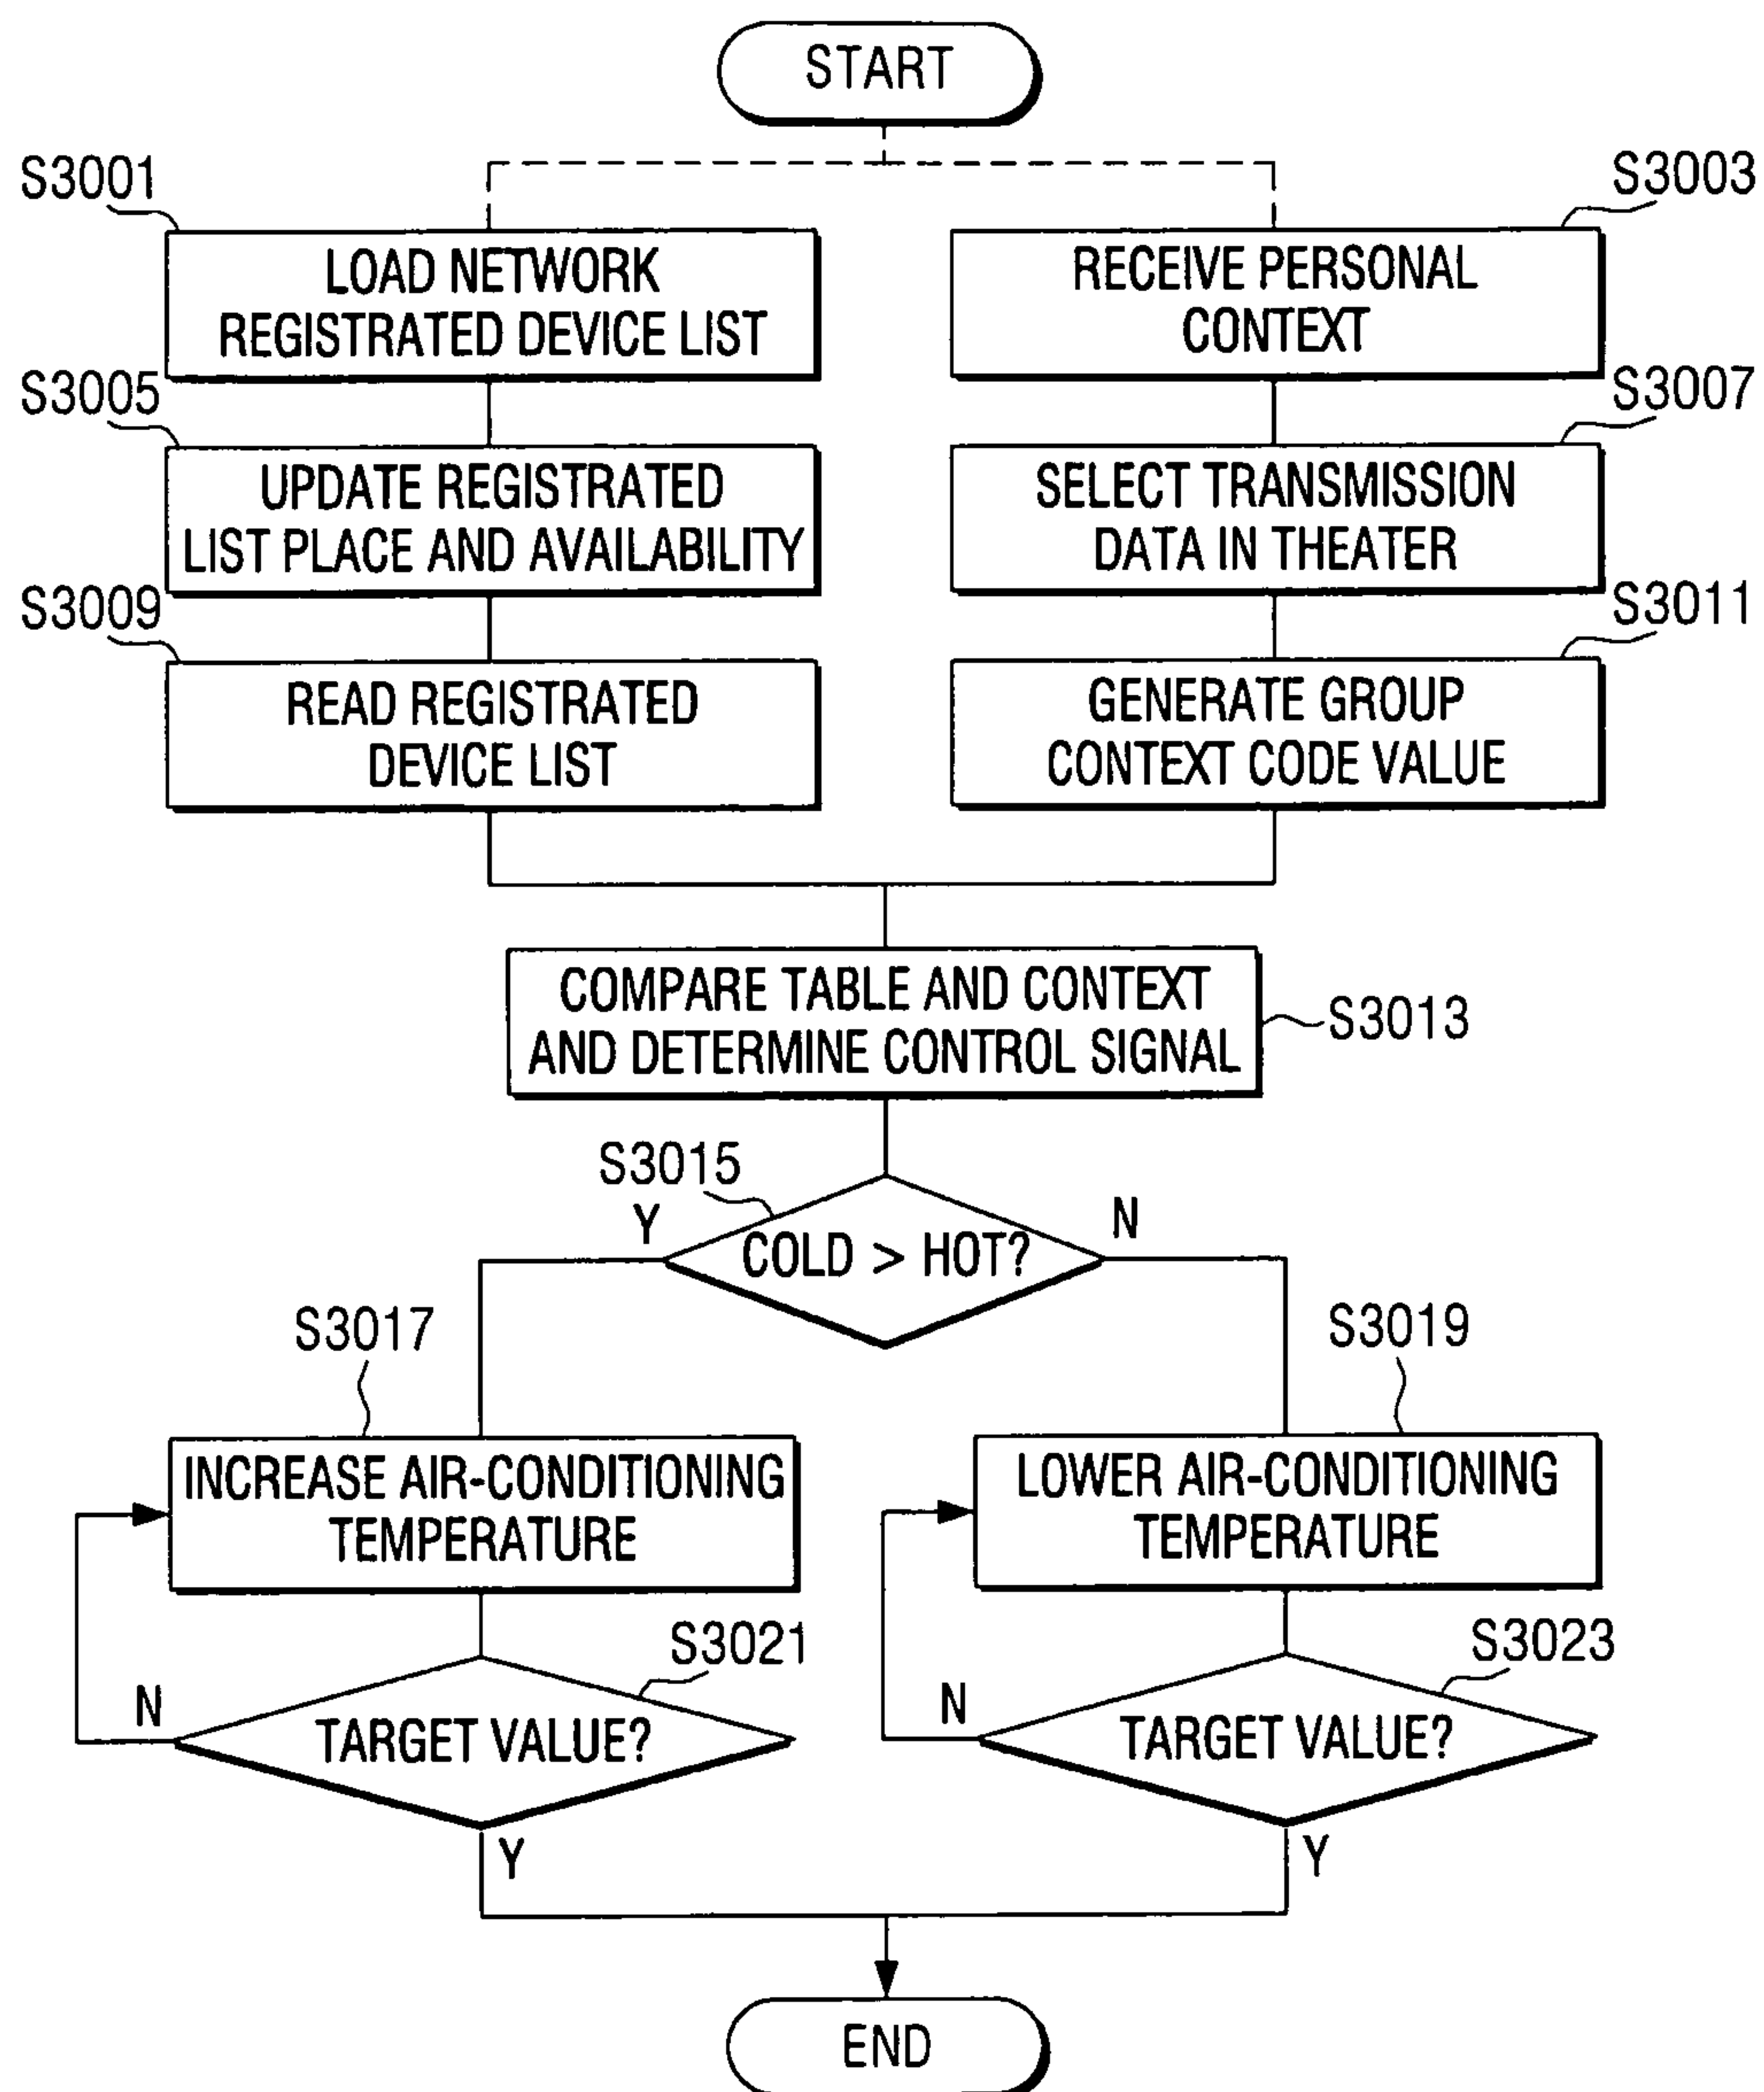 START
S3001
S3003
LOAD NETWORK
REGISTRATED DEVICE LIST
RECEIVE PERSONAL
CONTEXT
S3005
S3007
UPDATE REGISTRATED
LIST PLACE AND AVAILABILITY
SELECT TRANSMISSION
DATA IN THEATER
S3009
S3011
READ REGISTRATED
DEVICE LIST
GENERATE GROUP
CONTEXT CODE VALUE
COMPARE TABLE AND CONTEXT
AND DETERMINE CONTROL SIGNAL
S3013
S3015
Y
N
COLD > HOT?
S3017
S3019
INCREASE AIR-CONDITIONING
TEMPERATURE
LOWER AIR-CONDITIONING
TEMPERATURE
S3021
S3023
N
TARGET VALUE?
N
TARGET VALUE?
Y
Y
END